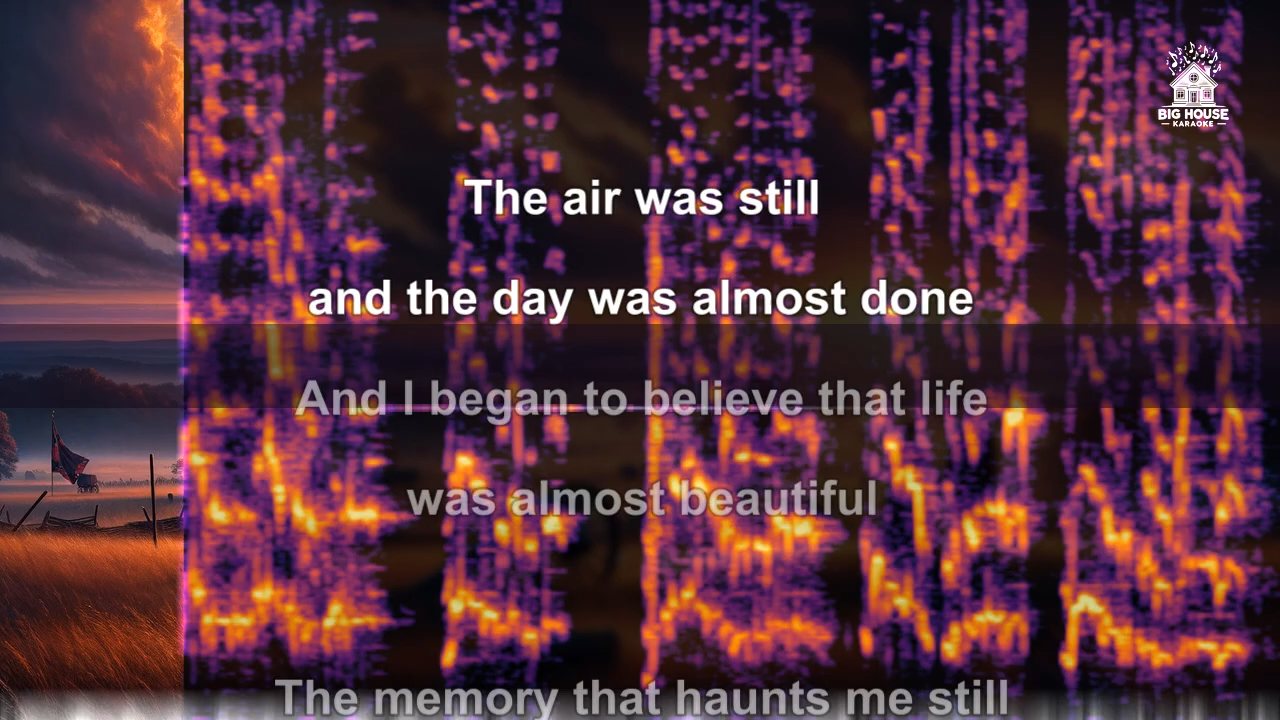 BIG HOUSE
KARAOKE
The air was still
and the day was almost done
And I began to believe that life
was almost beautiful
The memory that haunts me still